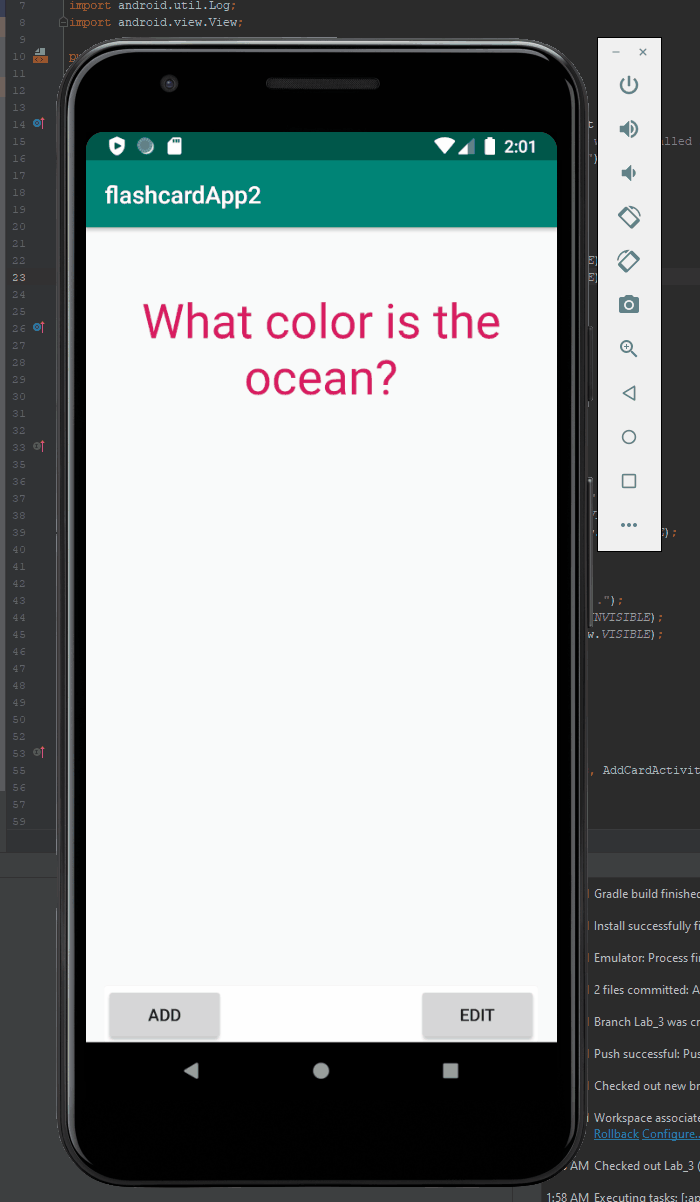 7 import android.util.Log;
8 import android.view.View;
9
10
11
12
13
14
15
16 ")
17
18
19
20
21
22 E)
23 E)
24
25
26
27
28
29
30
31
32
33
35
36
37
38
39 );
40
41
42
43 .");
44 INVISIBLE);
45 w.VISIBLE);
46
47
48
49
50
52
53
55 , AddCardActivit
56
57
59
2:01
flashcardApp2
What color is the
ocean?
ADD
EDIT
Gradle build finished
Install successfully fi
Emulator: Process fin
2 files committed: A
Branch Lab_3 was cr
Push successful: Pus
Checked out new br
Workspace associate
Rollback Configure...
AM Checked out Lab_3 (
1:58 AM Executing tasks: [:ap